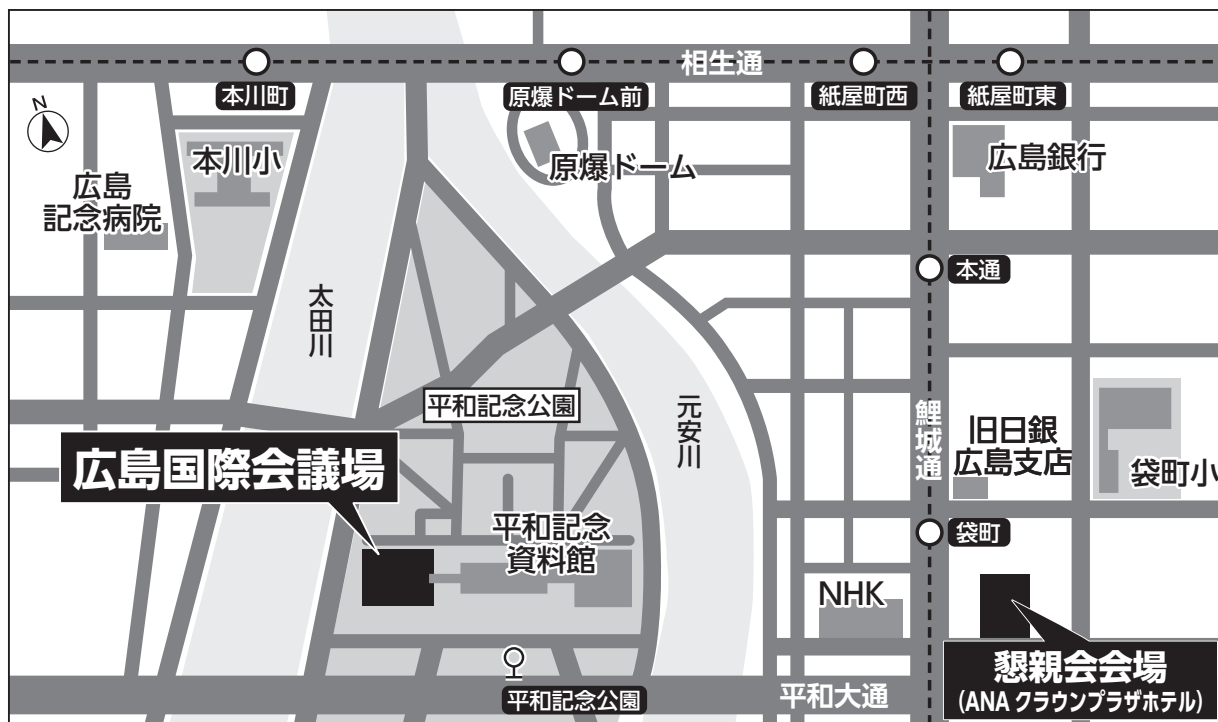 相生通
本川町
原爆ドーム前
紙屋町西
紙屋町東
N
本川小
原爆ドーム
広島銀行
広島
記念病院
本通
太田川
平和記念公園
元安川
鯉城通
旧日銀
広島支店
袋町小
広島国際会議場
平和記念
資料館
袋町
NHK
懇親会会場
(ANA クラウンプラザホテル)
平和記念公園
平和大通